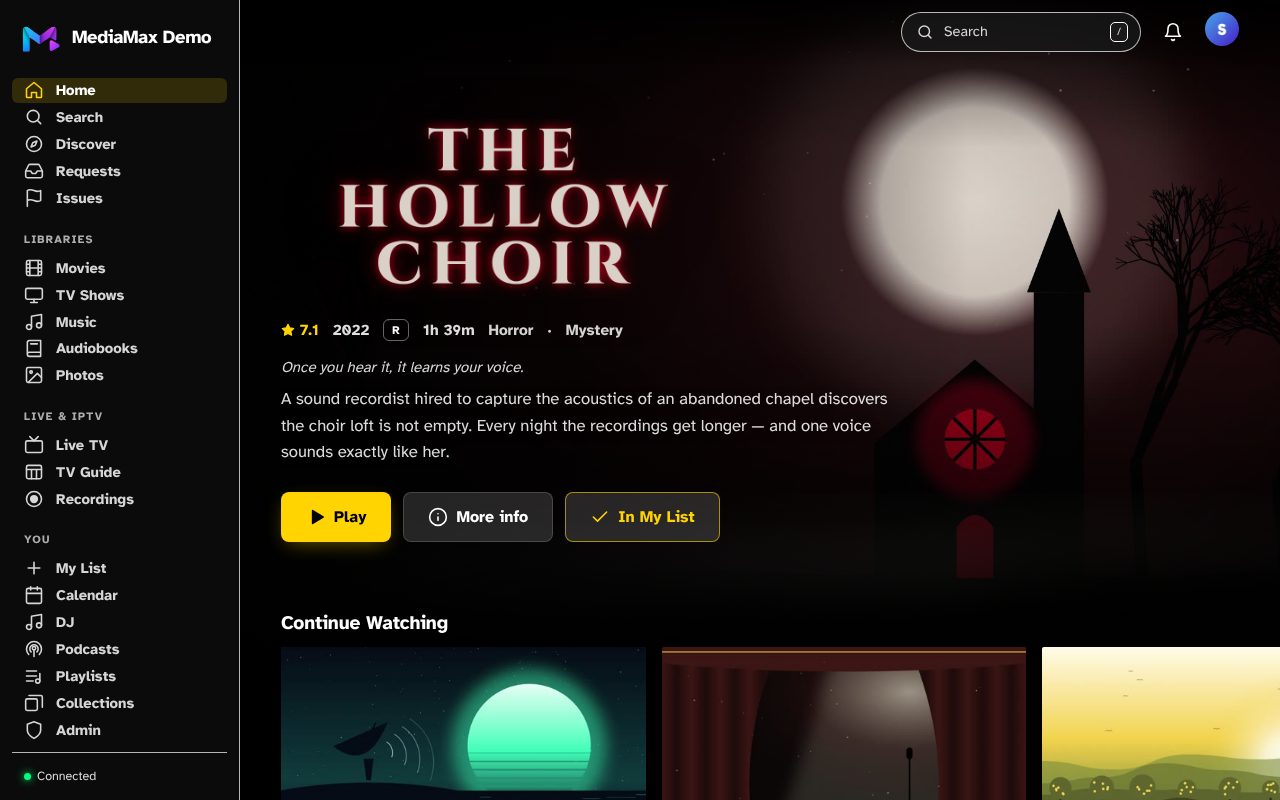 MediaMax Demo
Search
/
S
Home
Search
Discover
Requests
Issues
LIBRARIES
Movies
TV Shows
Music
Audiobooks
Photos
LIVE & IPTV
Live TV
TV Guide
Recordings
YOU
My List
Calendar
DJ
Podcasts
Playlists
Collections
Admin
Connected
THE
HOLLOW
CHOIR
7.1 2022 R 1h 39m Horror · Mystery
Once you hear it, it learns your voice.
A sound recordist hired to capture the acoustics of an abandoned chapel discovers
the choir loft is not empty. Every night the recordings get longer — and one voice
sounds exactly like her.
Play
More info
In My List
Continue Watching